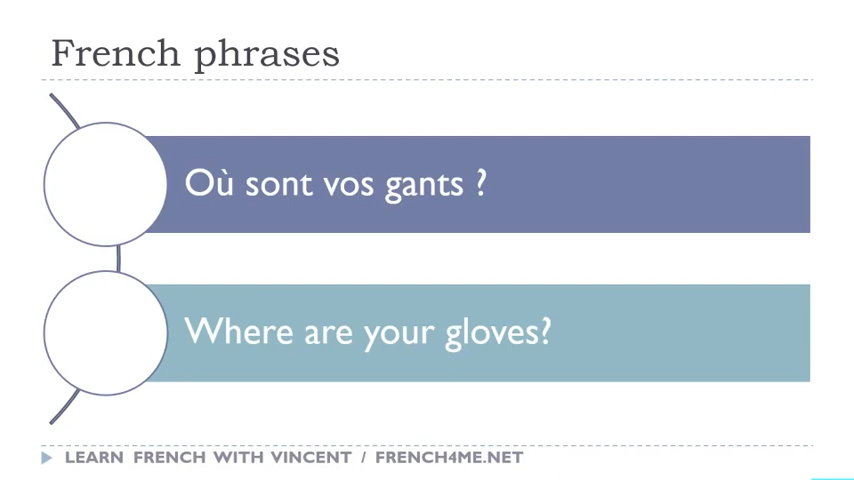 French phrases
Où sont vos gants ?
Where are your gloves?
LEARN FRENCH WITH VINCENT / FRENCH4ME.NET